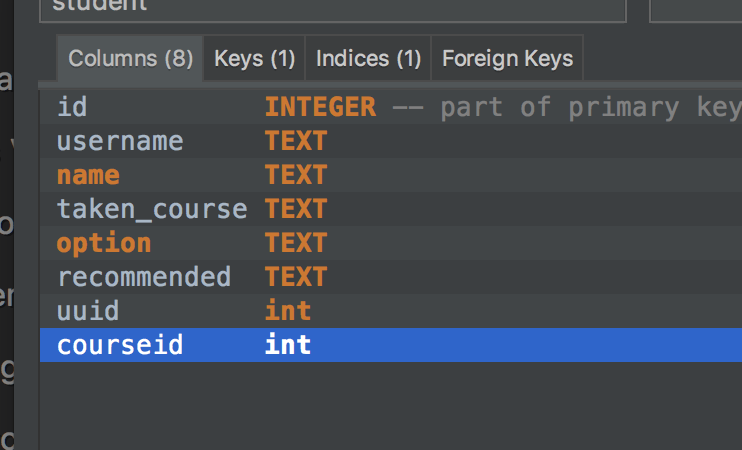 student
Columns (8) Keys (1) Indices (1) Foreign Keys
id INTEGER -- part of primary key
username TEXT
name TEXT
taken_course TEXT
option TEXT
recommended TEXT
uuid int
courseid int